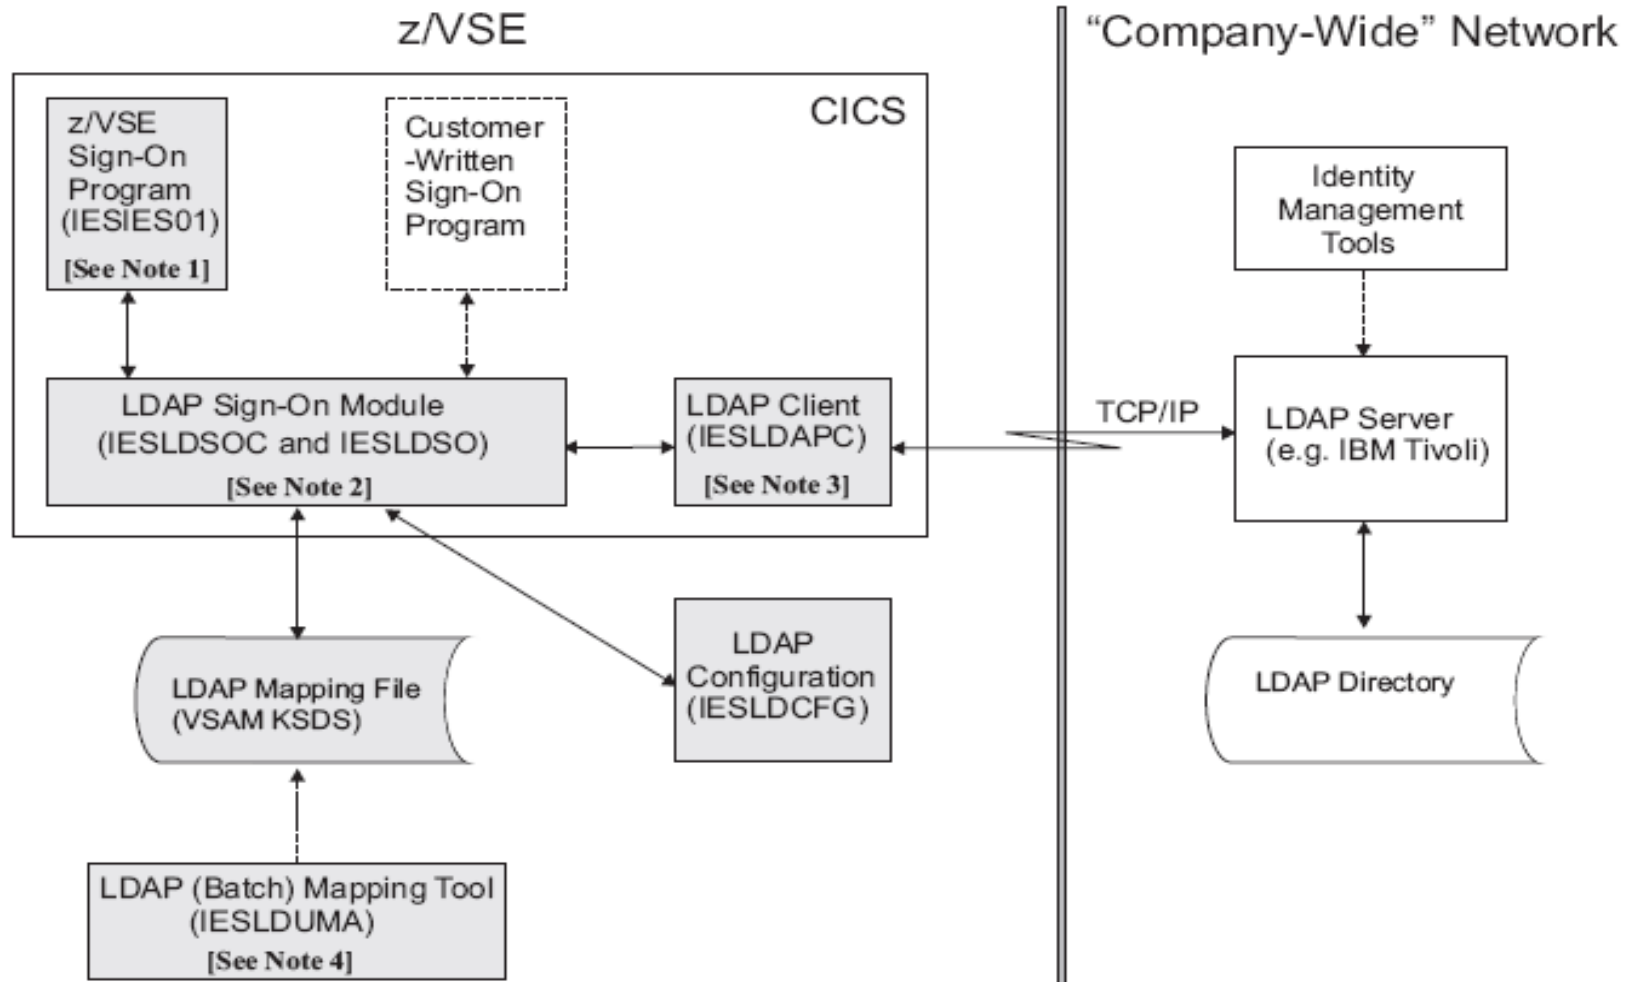 z/VSE
"Company-Wide" Network
CICS
z/VSE
Sign-On
Program
(IESIES01)
[See Note 1]
Customer
-Written
Sign-On
Program
Identity
Management
Tools
LDAP Sign-On Module
(IESLDSOC and IESLDSO)
[See Note 2]
LDAP Client
(IESLDAPC)
[See Note 3]
TCP/IP
LDAP Server
(e.g. IBM Tivoli)
LDAP Mapping File
(VSAM KSDS)
LDAP
Configuration
(IESLDCFG)
LDAP Directory
LDAP (Batch) Mapping Tool
(IESLDUMA)
[See Note 4]